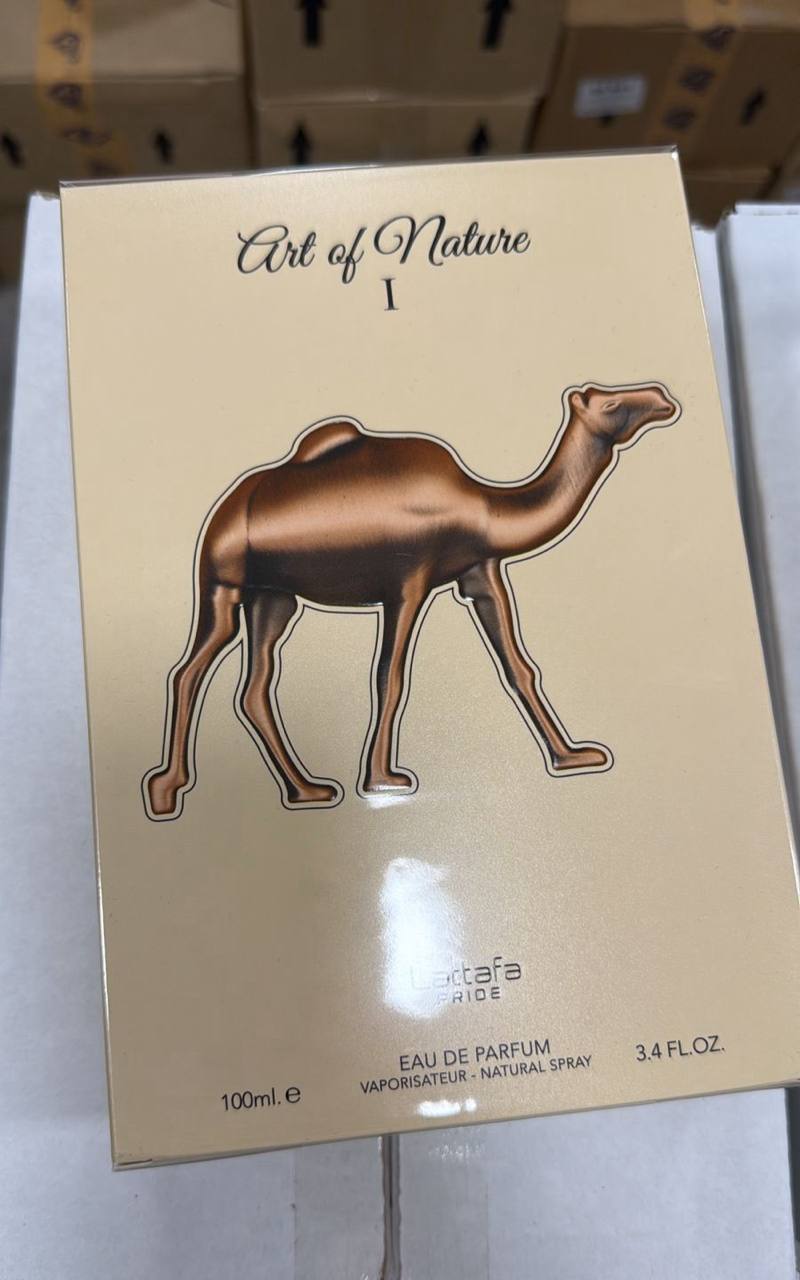 Art of Nature
I
Lattafa
PRIDE
EAU DE PARFUM
VAPORISATEUR - NATURAL SPRAY
3.4 FL.OZ.
100ml. e